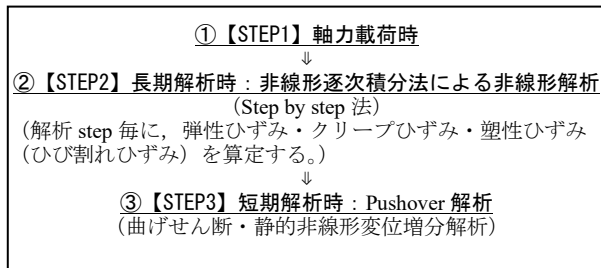 ①【STEP1】軸力載荷時
⇓
②【STEP2】長期解析時：非線形逐次積分法による非線形解析
（Step by step 法）
（解析 step 毎に，弾性ひずみ・クリープひずみ・塑性ひずみ
（ひび割れひずみ）を算定する。）
⇓
③【STEP3】短期解析時：Pushover 解析
（曲げせん断・静的非線形変位増分解析）